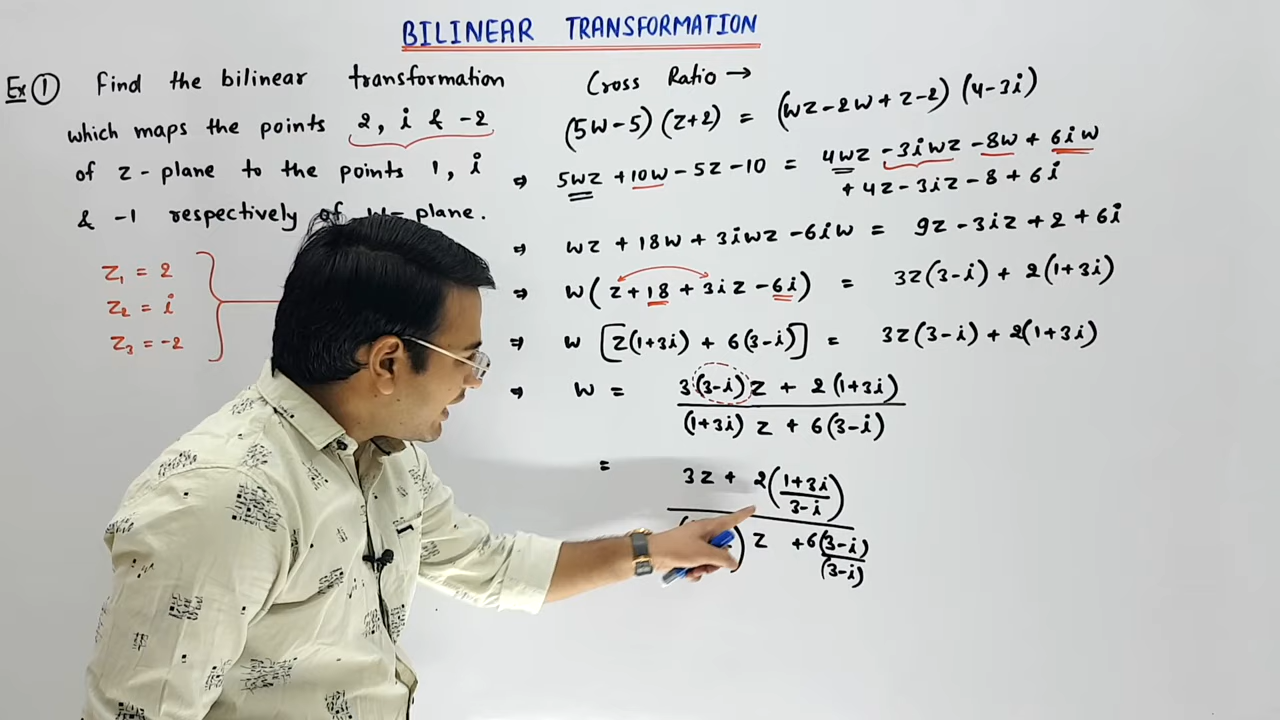 BILINEAR TRANSFORMATION
Ex ① Find the bilinear transformation
which maps the points 2, i & -2
of z-plane to the points 1, i
& -1 respectively of plane.
z₁ = 2
z₂ = i
z₃ = -2
Cross Ratio →
(5w-5)(z+2) = (wz-2w+z-2)(4-3i)
⇒ 5wz +10w -5z -10 = 4wz -3iwz -8w + 6iw
+4z -3iz -8 +6i
⇒ wz + 18w + 3iwz -6iw = 9z -3iz +2 +6i
⇒ w(z+18 +3iz -6i) = 3z(3-i) + 2(1+3i)
⇒ w [z(1+3i) + 6(3-i)] = 3z(3-i) + 2(1+3i)
⇒ w = 3(3-i)z + 2(1+3i)
(1+3i) z + 6(3-i)
= 3z + 2(1+3i
3-i)
) z +6(3-i)
(3-i)